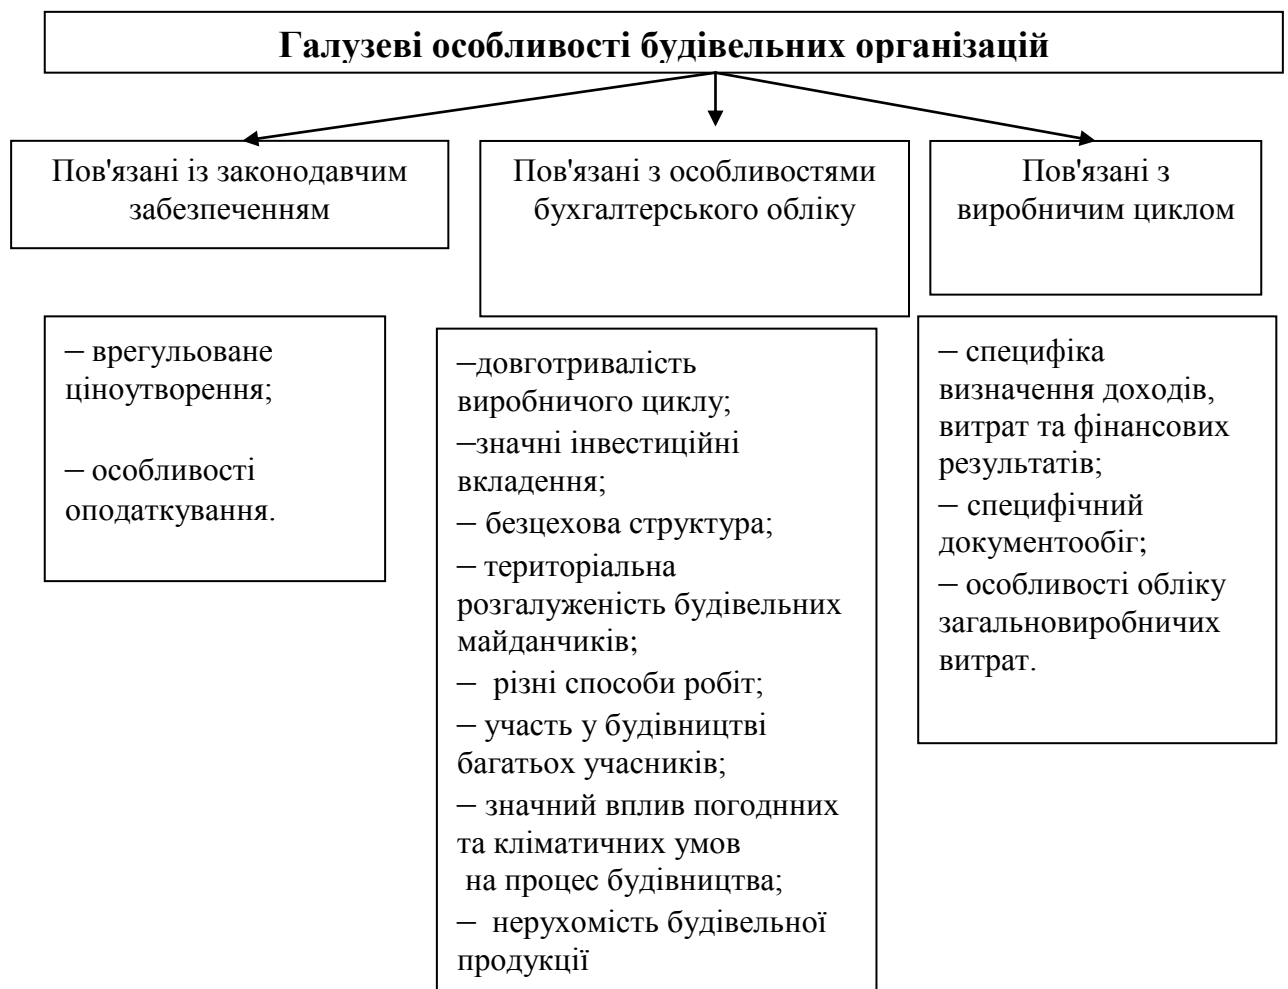 Галузеві особливості будівельних організацій
Пов'язані із законодавчим
забезпеченням
Пов'язані з особливостями
бухгалтерського обліку
Пов'язані з
виробничим циклом
– врегульоване
ціноутворення;
– особливості
оподаткування.
–довготривалість
виробничого циклу;
–значні інвестиційні
вкладення;
– безцехова структура;
– територіальна
розгалуженість будівельних
майданчиків;
– різні способи робіт;
– участь у будівництві
багатьох учасників;
– значний вплив погоднних
та кліматичних умов
на процес будівництва;
– нерухомість будівельної
продукції
– специфіка
визначення доходів,
витрат та фінансових
результатів;
– специфічний
документообіг;
– особливості обліку
загальновиробничих
витрат.